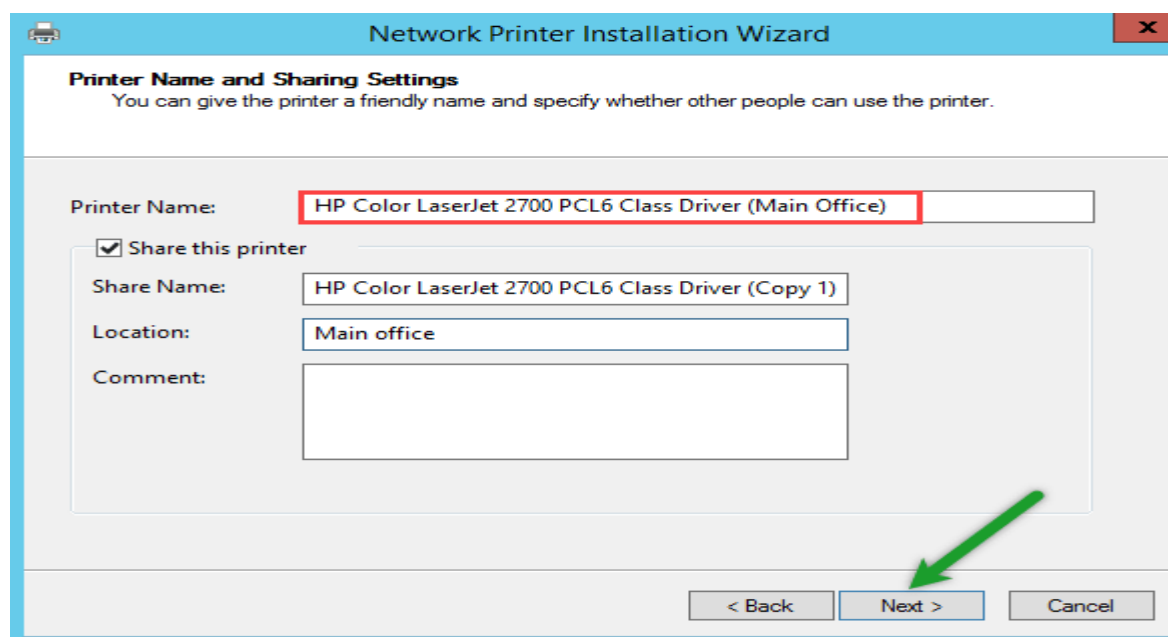 Network Printer Installation Wizard
x
Printer Name and Sharing Settings
You can give the printer a friendly name and specify whether other people can use the printer.
Printer Name: HP Color LaserJet 2700 PCL6 Class Driver (Main Office)
Share this printer
Share Name: HP Color LaserJet 2700 PCL6 Class Driver (Copy 1)
Location: Main office
Comment:
< Back Next > Cancel